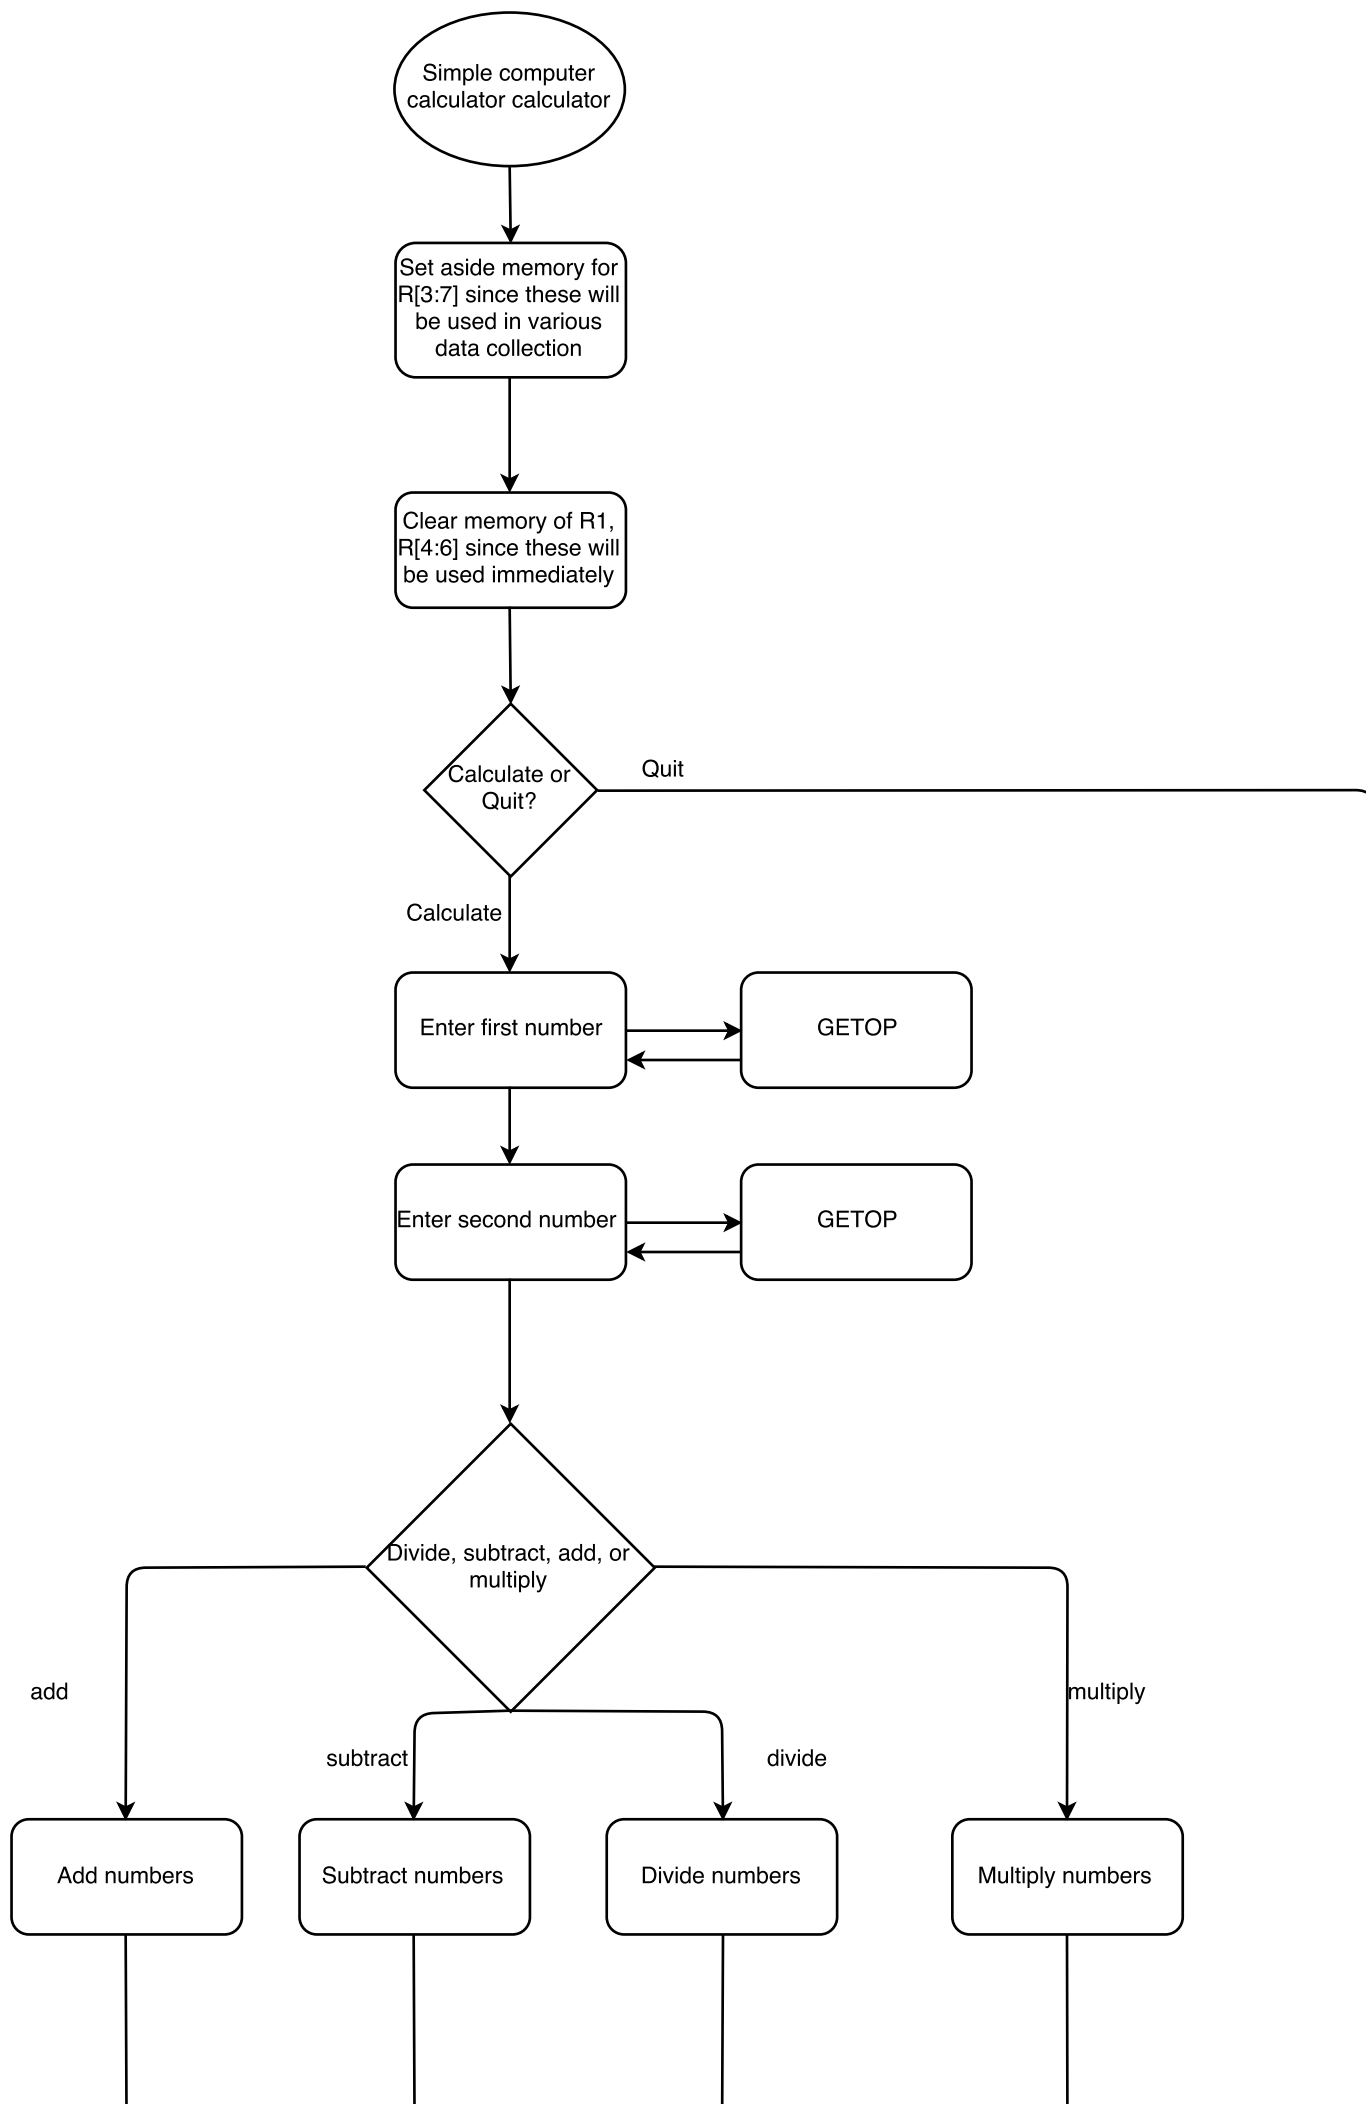 Simple computer
calculator calculator
Set aside memory for
R[3:7] since these will
be used in various
data collection
Clear memory of R1,
R[4:6] since these will
be used immediately
Calculate or
Quit?
Quit
Calculate
Enter first number
GETOP
Enter second number
GETOP
Divide, subtract, add, or
multiply
add
multiply
subtract
divide
Add numbers
Subtract numbers
Divide numbers
Multiply numbers